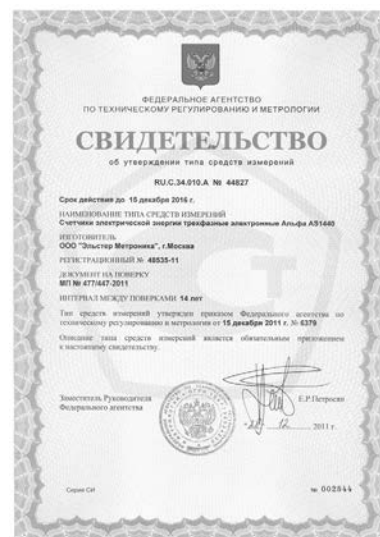 ФЕДЕРАЛЬНОЕ АГЕНТСТВО
ПО ТЕХНИЧЕСКОМУ РЕГУЛИРОВАНИЮ И МЕТРОЛОГИИ
СВИДЕТЕЛЬСТВО
об утверждении типа средств измерений
RU.C.34.010.A № 44827
Срок действия до 15 декабря 2016 г.
НАИМЕНОВАНИЕ ТИПА СРЕДСТВ ИЗМЕРЕНИЙ
Счетчики электрической энергии трехфазные электронные Альфа AS1440
ИЗГОТОВИТЕЛЬ
ООО "Эльстер Метроника", г.Москва
РЕГИСТРАЦИОННЫЙ № 48535-11
ДОКУМЕНТ НА ПОВЕРКУ
МП № 477/447-2011
ИНТЕРВАЛ МЕЖДУ ПОВЕРКАМИ 14 лет
Тип средств измерений утвержден приказом Федерального агентства по
техническому регулированию и метрологии от 15 декабря 2011 г. № 6379
Описание типа средств измерений является обязательным приложением
к настоящему свидетельству.
Заместитель Руководителя
Федерального агентства
Е.Р.Петросян
12 2011 г.
Серия СИ
№ 002844